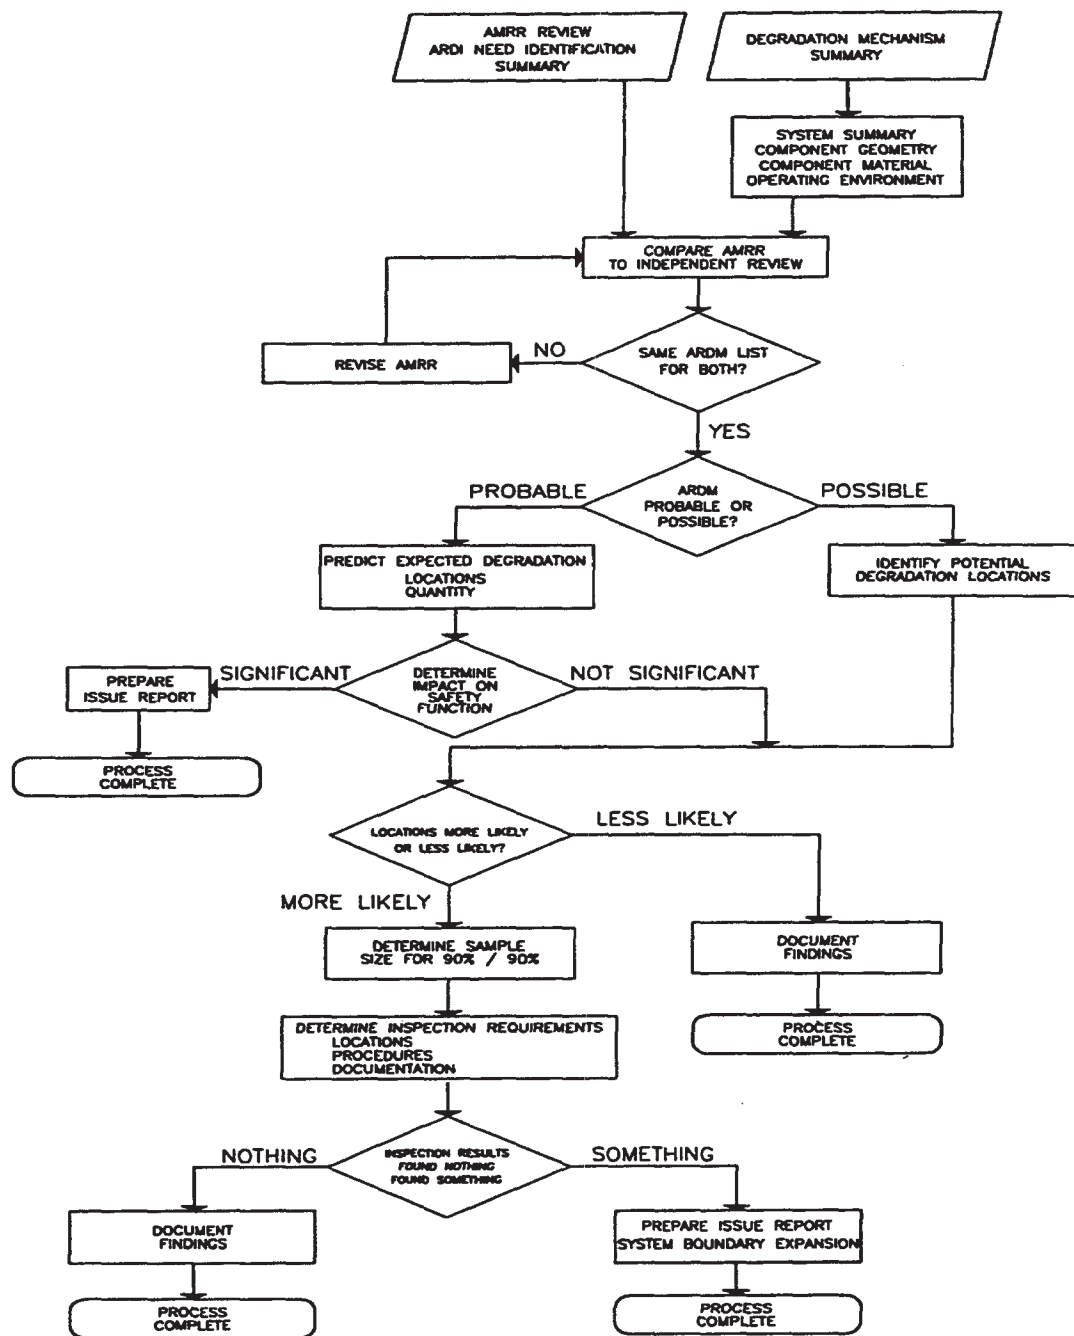 AMRR REVIEW
ARDI NEED IDENTIFICATION
SUMMARY
DEGRADATION MECHANISM
SUMMARY
SYSTEM SUMMARY
COMPONENT GEOMETRY
COMPONENT MATERIAL
OPERATING ENVIRONMENT
COMPARE AMRR
TO INDEPENDENT REVIEW
REVISE AMRR
NO
SAME ARDM LIST
FOR BOTH?
YES
PROBABLE
ARDM
PROBABLE OR
POSSIBLE?
POSSIBLE
PREDICT EXPECTED DEGRADATION
LOCATIONS
QUANTITY
IDENTIFY POTENTIAL
DEGRADATION LOCATIONS
PREPARE
ISSUE REPORT
SIGNIFICANT
DETERMINE
IMPACT ON
SAFETY
FUNCTION
NOT SIGNIFICANT
PROCESS
COMPLETE
LOCATIONS MORE LIKELY
OR LESS LIKELY?
LESS LIKELY
MORE LIKELY
DETERMINE SAMPLE
SIZE FOR 90% / 90%
DOCUMENT
FINDINGS
DETERMINE INSPECTION REQUIREMENTS
LOCATIONS
PROCEDURES
DOCUMENTATION
PROCESS
COMPLETE
NOTHING
INSPECTION RESULTS
FOUND NOTHING
FOUND SOMETHING
SOMETHING
DOCUMENT
FINDINGS
PREPARE ISSUE REPORT
SYSTEM BOUNDARY EXPANSION
PROCESS
COMPLETE
PROCESS
COMPLETE